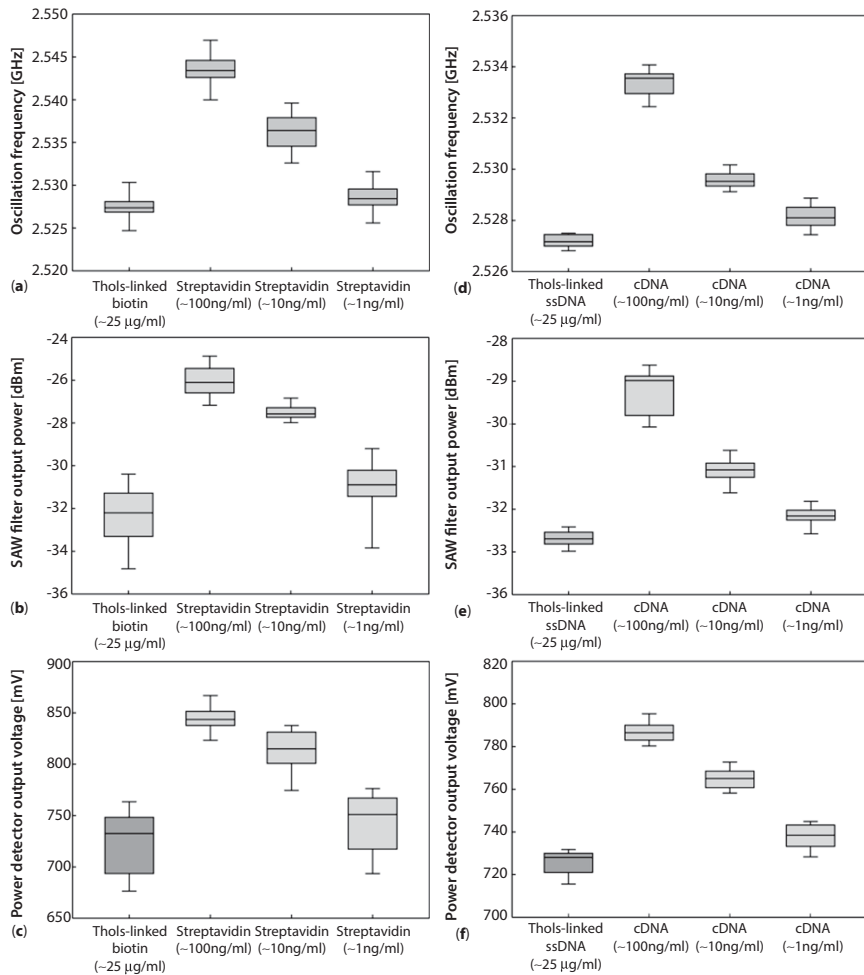 Oscillation frequency [GHz]
2.550
2.545
2.535
2.530
2.525
2.520
(a)
Thols-linked
biotin
(~25 μg/ml)
Streptavidin
(~100ng/ml)
Streptavidin
(~10ng/ml)
Streptavidin
(~1ng/ml)
Oscillation frequency [GHz]
2.536
2.534
2.532
2.530
2.528
2.526
(d)
Thols-linked
ssDNA
(~25 μg/ml)
cDNA
(~100ng/ml)
cDNA
(~10ng/ml)
cDNA
(~1ng/ml)
SAW filter output power [dBm]
-24
-26
-28
-30
-32
-34
-36
(b)
Thols-linked
biotin
(~25 μg/ml)
Streptavidin
(~100ng/ml)
Streptavidin
(~10ng/ml)
Streptavidin
(~1ng/ml)
SAW filter output power [dBm]
-28
-29
-30
-31
-32
-33
-36
(e)
Thols-linked
ssDNA
(~25 μg/ml)
cDNA
(~100ng/ml)
cDNA
(~10ng/ml)
cDNA
(~1ng/ml)
Power detector output voltage [mV]
900
850
800
750
700
650
(c)
Thols-linked
biotin
(~25 μg/ml)
Streptavidin
(~100ng/ml)
Streptavidin
(~10ng/ml)
Streptavidin
(~1ng/ml)
Power detector output voltage [mV]
820
800
780
760
740
720
700
(f)
Thols-linked
ssDNA
(~25 μg/ml)
cDNA
(~100ng/ml)
cDNA
(~10ng/ml)
cDNA
(~1ng/ml)